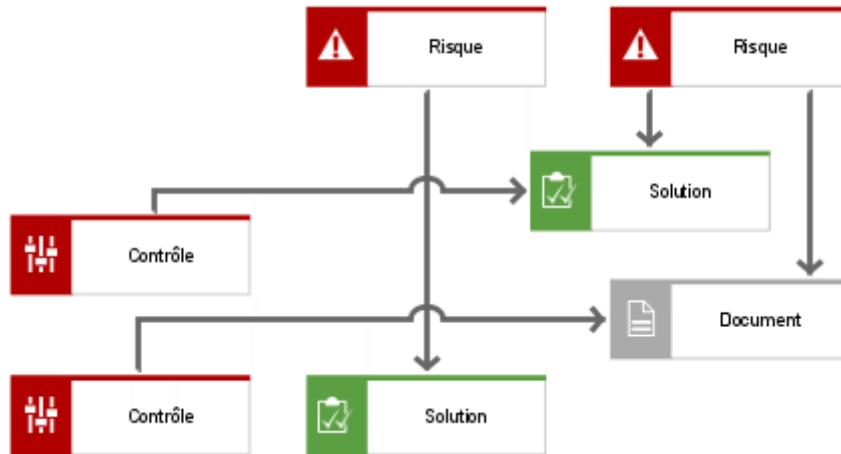 Risque
Risque
Solution
Contrôle
Document
Contrôle
Solution